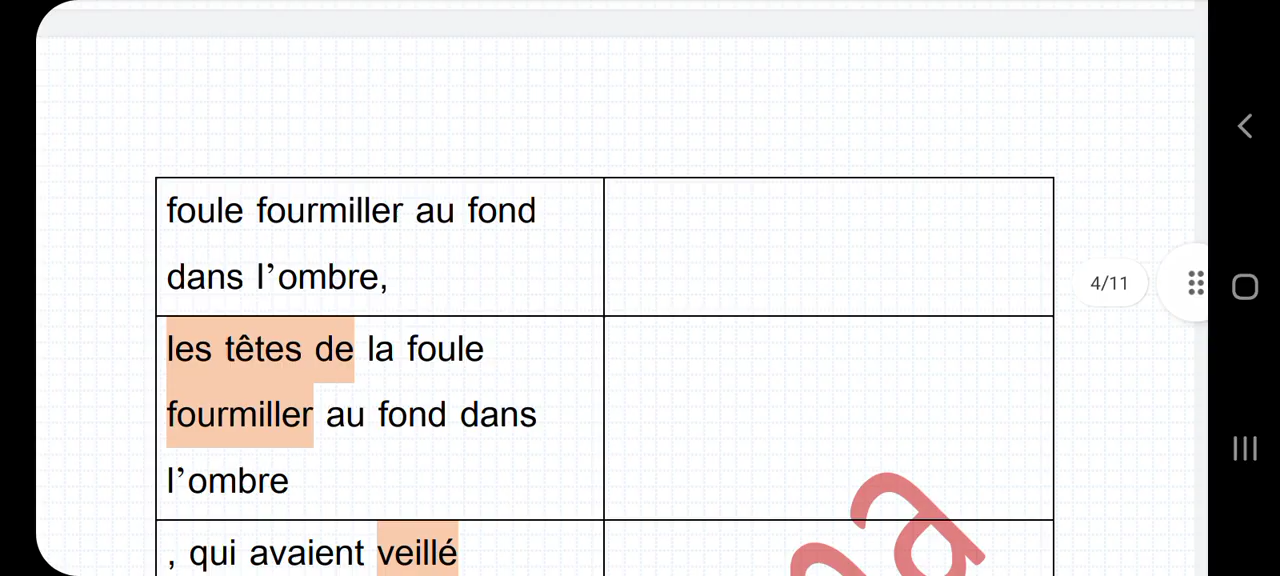 foule fourmiller au fond
dans l’ombre,
4/11
les têtes de la foule
fourmiller au fond dans
l’ombre
, qui avaient veillé